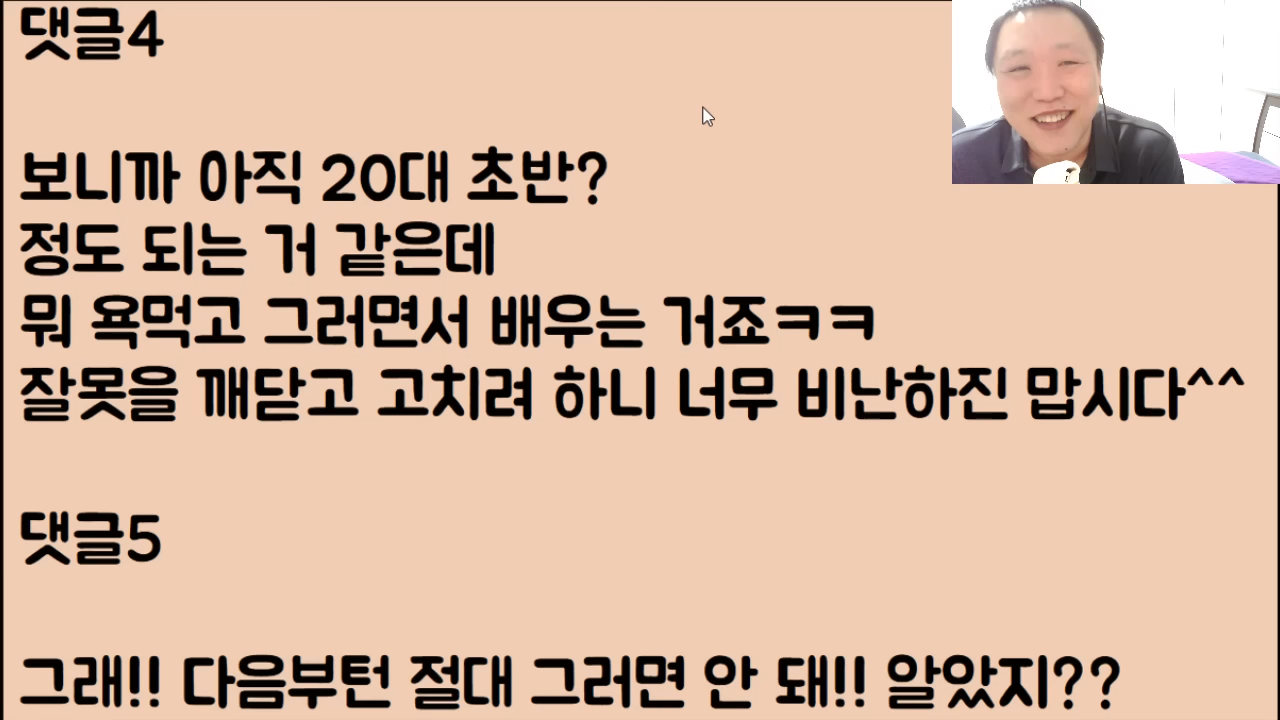 댓글4
보니까 아직 20대 초반?
정도 되는 거 같은데
뭐 욕먹고 그러면서 배우는 거죠ㅋㅋ
잘못을 깨닫고 고치려 하니 너무 비난하진 맙시다^^
댓글5
그래!! 다음부턴 절대 그러면 안 돼!! 알았지??